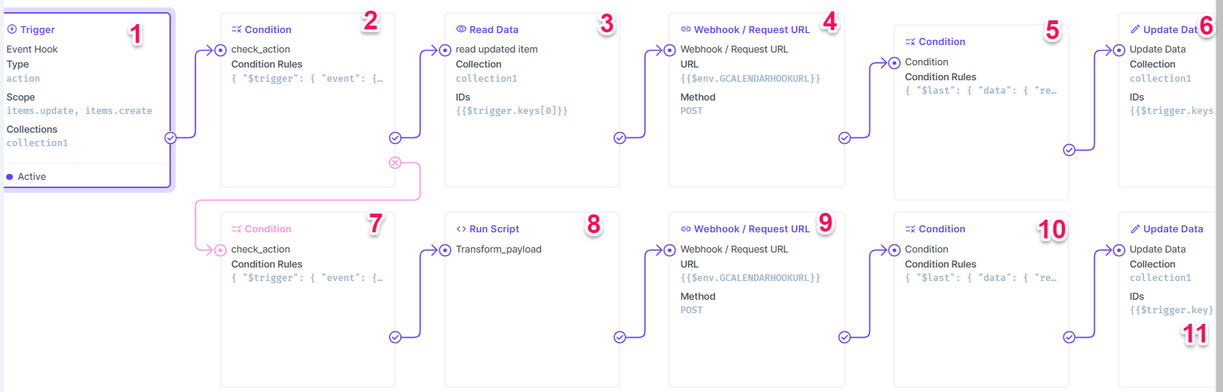 Trigger
1
Event Hook
Type
action
Scope
items.update, items.create
Collections
collection1
Active
Condition
2
check_action
Condition Rules
{ "$trigger": { "event": {…
Read Data
3
read updated item
Collection
collection1
IDs
{{$trigger.keys[0]}}
Webhook / Request URL
4
Webhook / Request URL
URL
{{$env.GCALENDARHOOKURL}}
Method
POST
Condition
5
Condition
Condition Rules
{ "$last": { "data": { "re…
Update Data
6
Update Data
Collection
collection1
IDs
{{$trigger.keys
Condition
7
check_action
Condition Rules
{ "$trigger": { "event": {…
Run Script
8
Transform_payload
Webhook / Request URL
9
Webhook / Request URL
URL
{{$env.GCALENDARHOOKURL}}
Method
POST
Condition
10
Condition
Condition Rules
{ "$last": { "data": { "re…
Update Data
Update Data
Collection
collection1
IDs
{{$trigger.key}
11